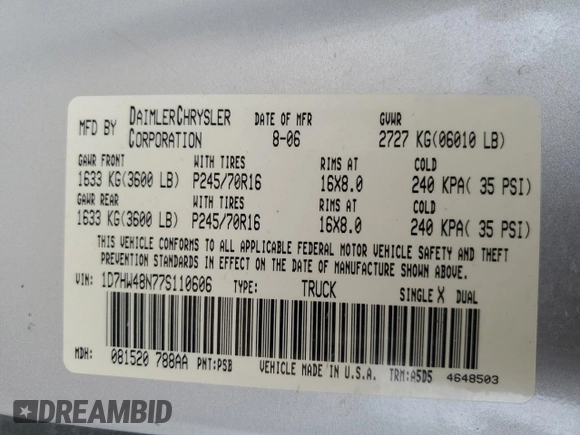 MFD BY DAIMLERCHRYSLER CORPORATION DATE OF MFR 8-06 GVWR 2727 KG(06010 LB)
GAWR FRONT WITH TIRES RIMS AT COLD
1633 KG(3600 LB) P245/70R16 16X8.0 240 KPA( 35 PSI)
GAWR REAR WITH TIRES RIMS AT COLD
1633 KG(3600 LB) P245/70R16 16X8.0 240 KPA( 35 PSI)
THIS VEHICLE CONFORMS TO ALL APPLICABLE FEDERAL MOTOR VEHICLE SAFETY AND THEFT
PREVENTION STANDARDS IN EFFECT ON THE DATE OF MANUFACTURE SHOWN ABOVE.
VIN: 1D7HW48N77S110606 TYPE: TRUCK SINGLE X DUAL
MDH: 081520 788AA PNT:PSB VEHICLE MADE IN U.S.A. TRM:A5D5 4648503
DREAMBID